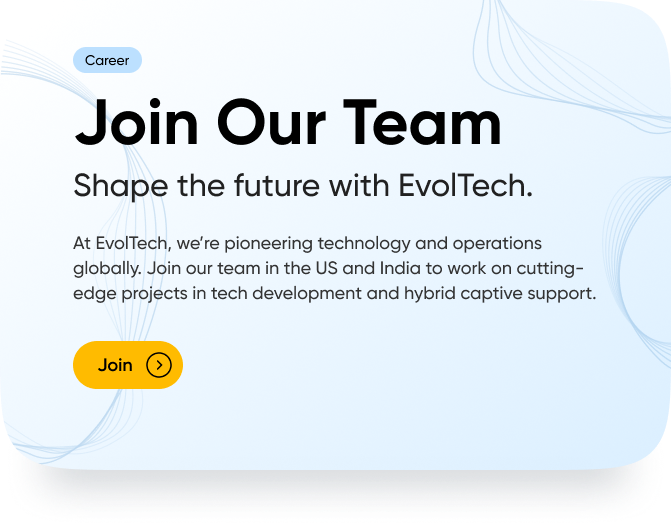 Career
Join Our Team
Shape the future with EvolTech.
At EvolTech, we’re pioneering technology and operations
globally. Join our team in the US and India to work on cutting-
edge projects in tech development and hybrid captive support.
Join